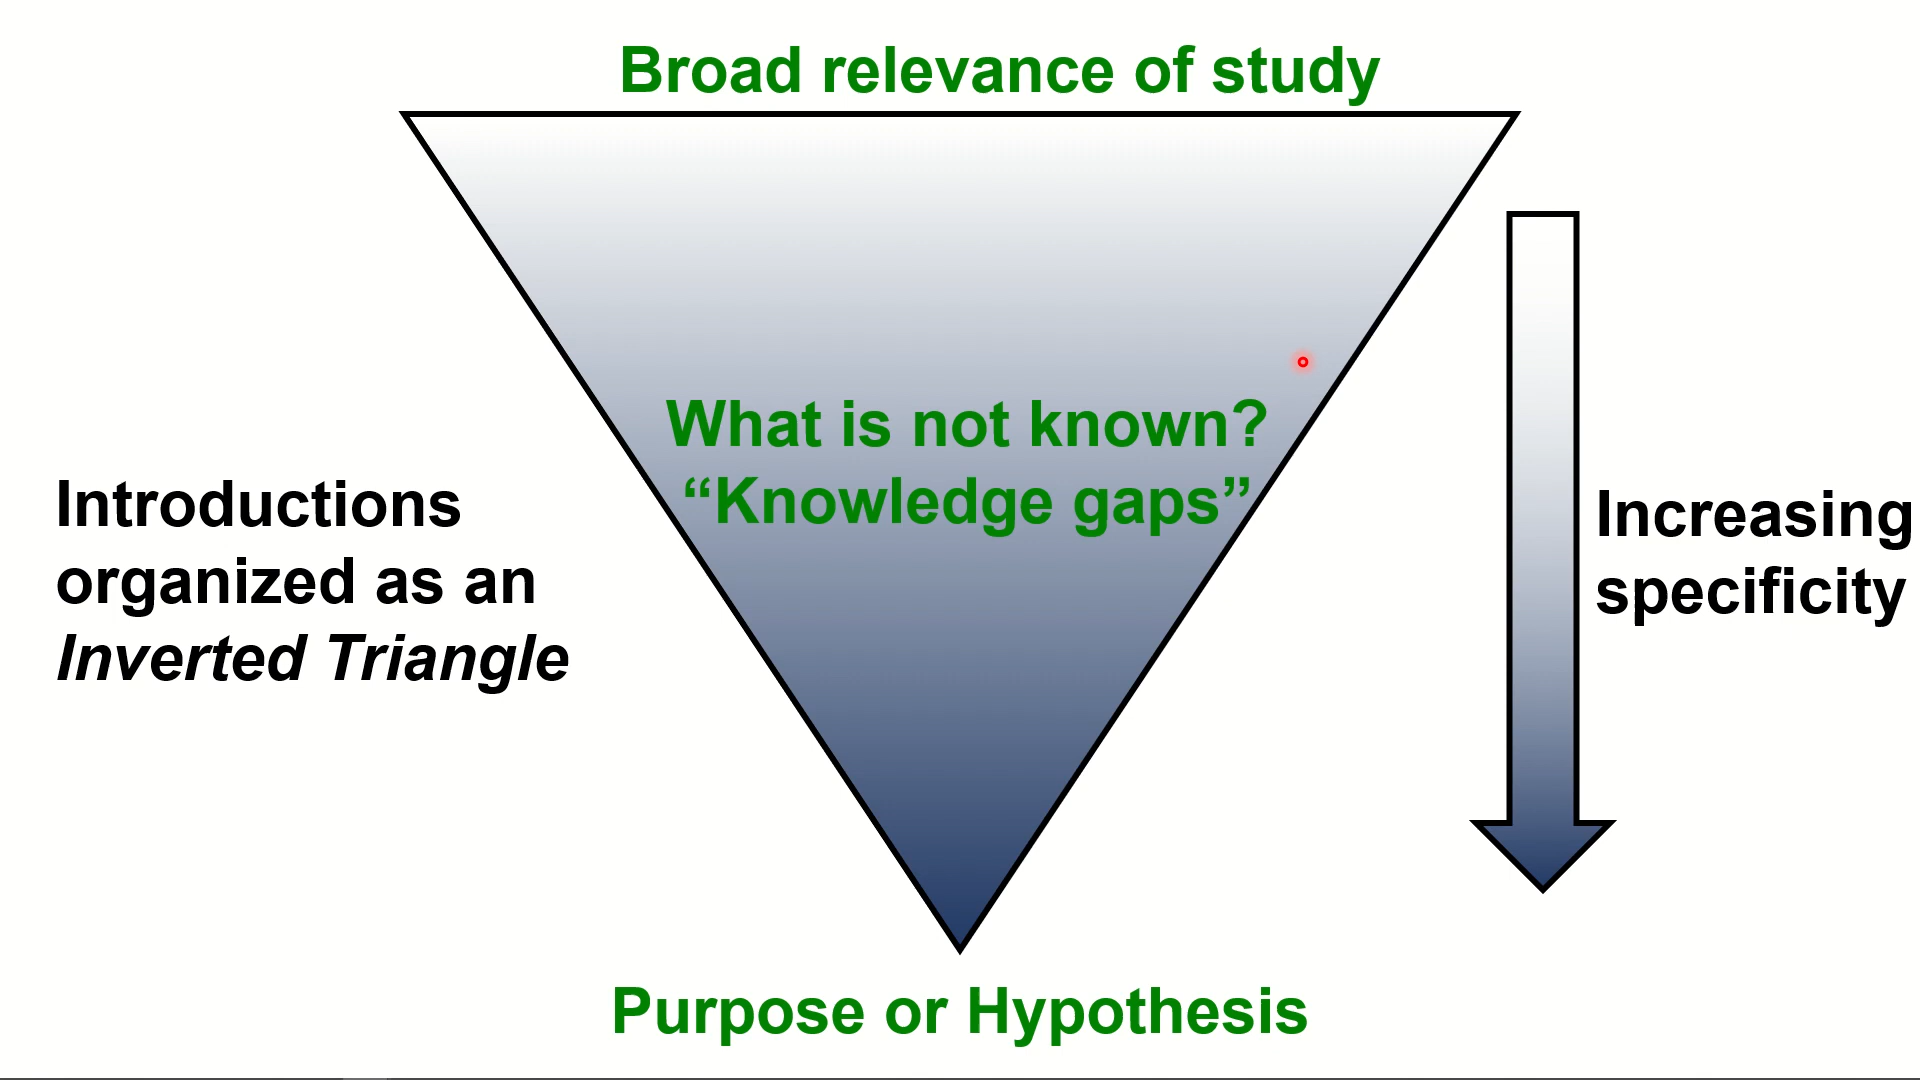 Broad relevance of study
What is not known?
“Knowledge gaps”
Introductions
organized as an
Inverted Triangle
Increasing
specificity
Purpose or Hypothesis